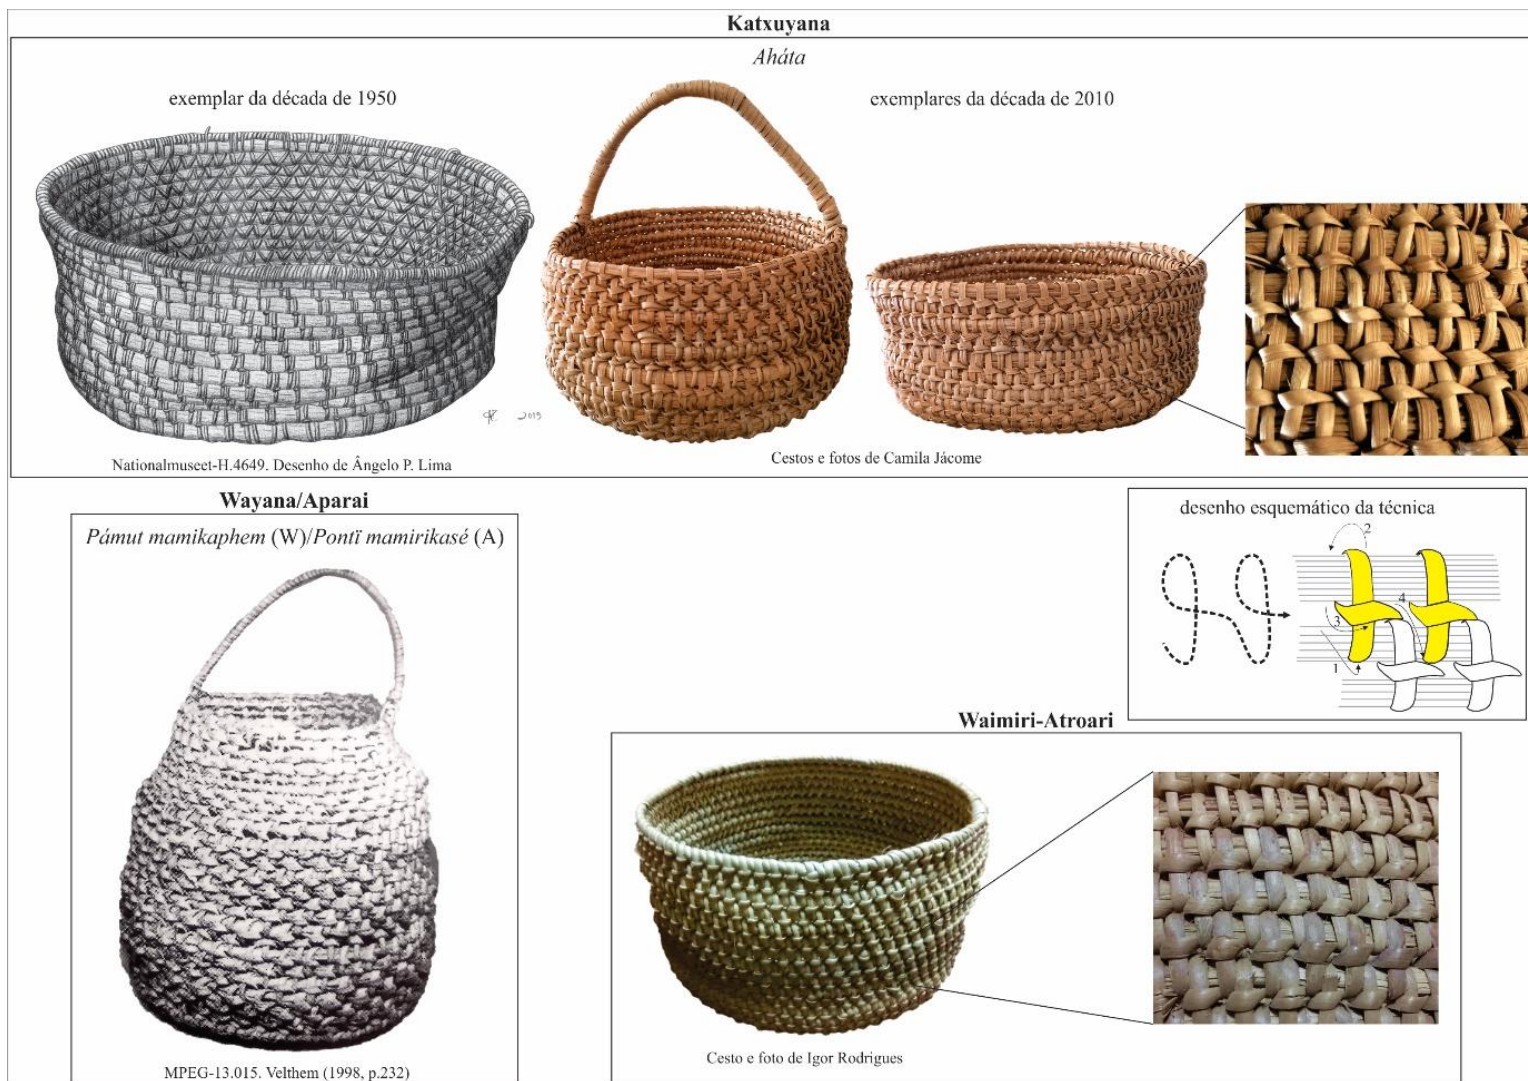 Katxuyana
Aháta
exemplar da década de 1950
exemplares da década de 2010
2019
Nationalmuseet-H.4649. Desenho de Ângelo P. Lima
Cestos e fotos de Camila Jácome
Wayana/Aparai
Pámut mamikaphem (W)/Pontï mamirikasé (A)
MPEG-13.015. Velthem (1998, p.232)
desenho esquemático da técnica
2
4
3
1
Waimiri-Atroari
Cesto e foto de Igor Rodrigues